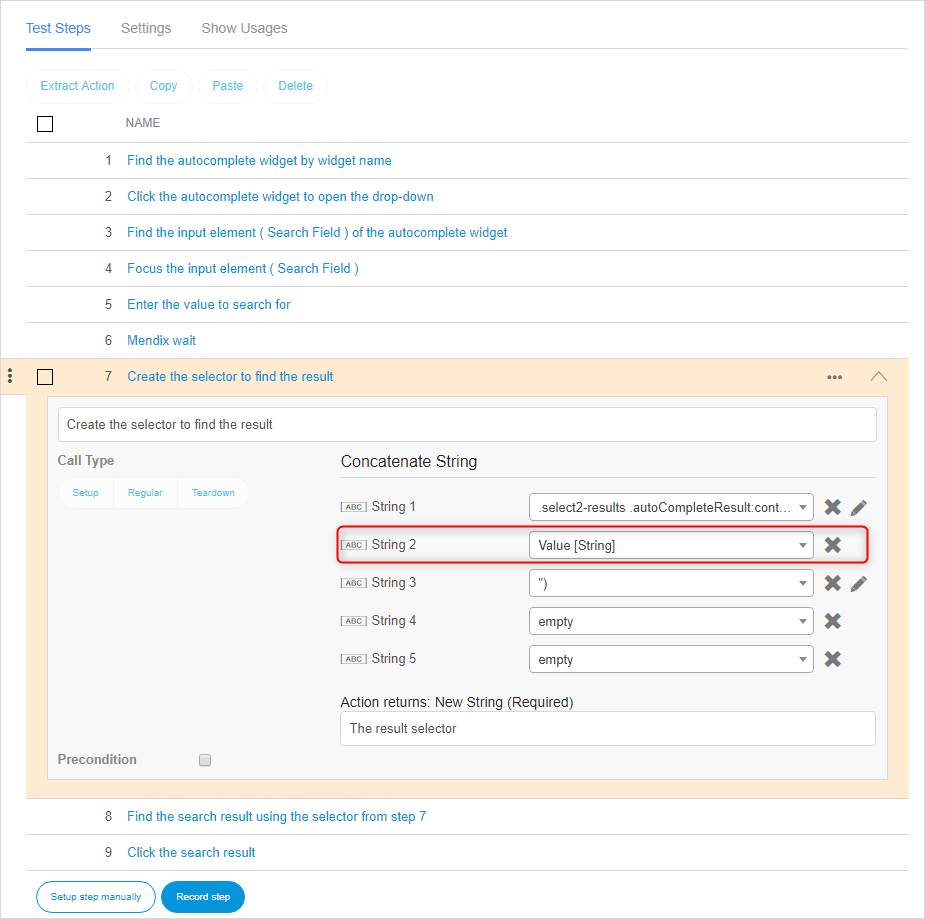 Test Steps Settings Show Usages
Extract Action Copy Paste Delete
NAME
1 Find the autocomplete widget by widget name
2 Click the autocomplete widget to open the drop-down
3 Find the input element ( Search Field ) of the autocomplete widget
4 Focus the input element ( Search Field )
5 Enter the value to search for
6 Mendix wait
7 Create the selector to find the result
Create the selector to find the result
Call Type
Setup Regular Teardown
Concatenate String
ABC String 1 .select2-results .autoCompleteResult:cont...
ABC String 2 Value [String]
ABC String 3 ")
ABC String 4 empty
ABC String 5 empty
Action returns: New String (Required)
The result selector
Precondition
8 Find the search result using the selector from step 7
9 Click the search result
Setup step manually Record step